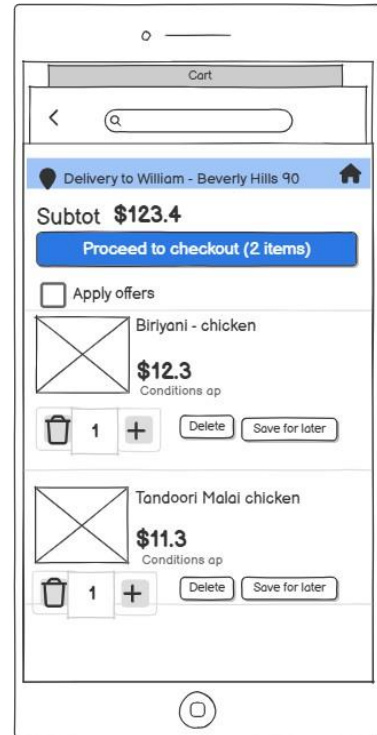 Cart
Delivery to William - Beverly Hills 90
Subtot $123.4
Proceed to checkout (2 items)
Apply offers
Biriyani - chicken
$12.3
Conditions ap
1 + Delete Save for later
Tandoori Malai chicken
$11.3
Conditions ap
1 + Delete Save for later